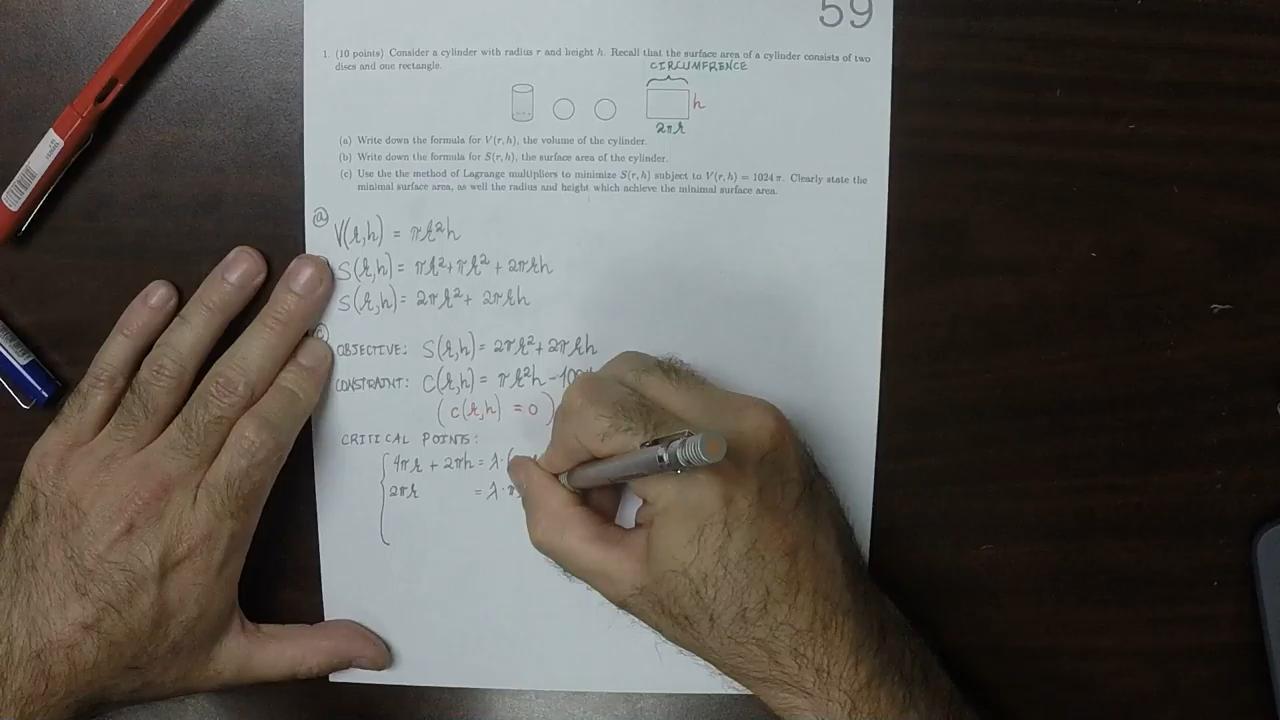 59
1. (10 points) Consider a cylinder with radius r and height h. Recall that the surface area of a cylinder consists of two
discs and one rectangle.
CIRCUMFRENCE
h
2πr
(a) Write down the formula for V(r, h), the volume of the cylinder.
(b) Write down the formula for S(r, h), the surface area of the cylinder.
(c) Use the the method of Lagrange multipliers to minimize S(r, h) subject to V(r, h) = 1024 π. Clearly state the
minimal surface area, as well the radius and height which achieve the minimal surface area.
(a)
V(r,h) = πr²h
S(r,h) = πr²+πr² + 2πrh
S(r,h) = 2πr² + 2πrh
OBJECTIVE: S(r,h) = 2πr² + 2πrh
CONSTRAINT: C(r,h) = πr²h -
(C(r,h) = 0)
CRITICAL POINTS:
4πr + 2πh = λ·(
2πr = λ·π